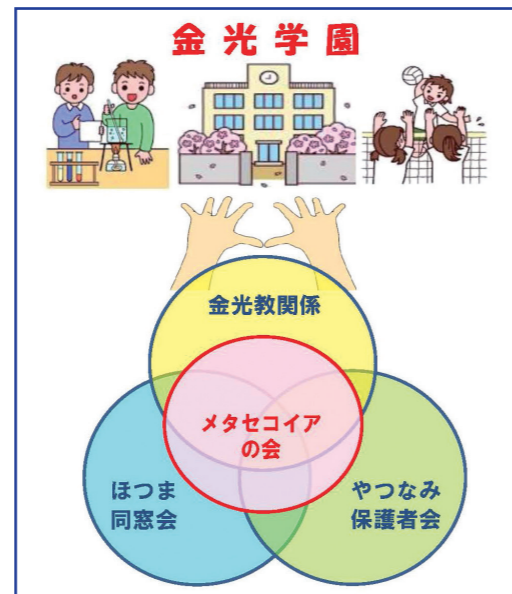 金光学園
金光教関係
メタセコイア
の会
ほつま
同窓会
やつなみ
保護者会